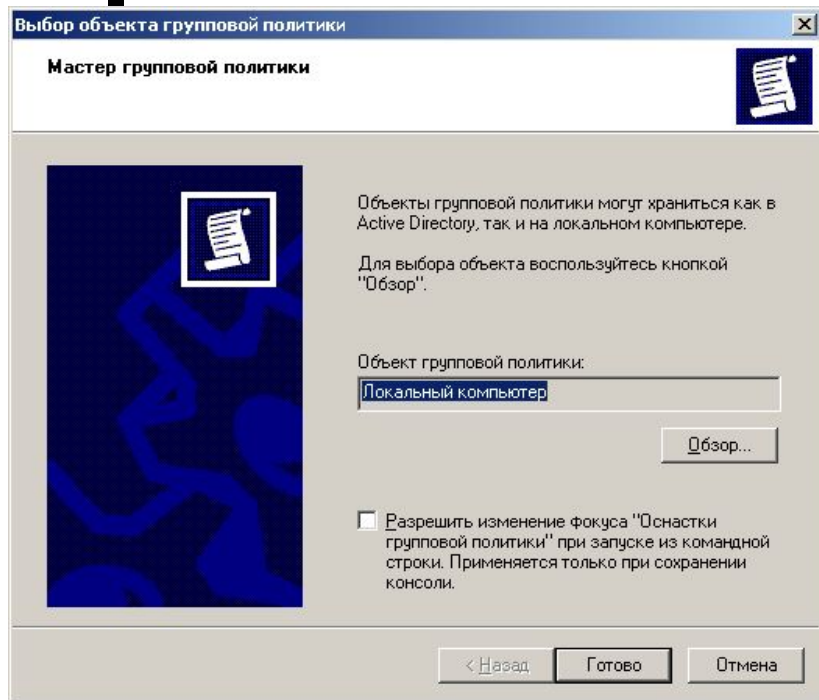 Выбор объекта групповой политики
Мастер групповой политики
Объекты групповой политики могут храниться как в
Active Directory, так и на локальном компьютере.
Для выбора объекта воспользуйтесь кнопкой
"Обзор".
Объект групповой политики:
Локальный компьютер
Обзор...
Разрешить изменение фокуса "Оснастки
групповой политики" при запуске из командной
строки. Применяется только при сохранении
консоли.
< Назад
Готово
Отмена